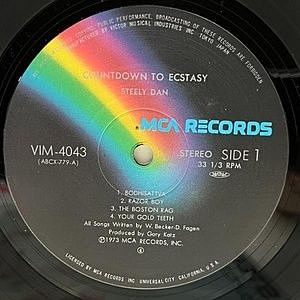 PERFORMANCE, BROADCASTING OF THESE RECORDS ARE FORBIDDEN.
BY VICTOR MUSICAL INDUSTRIES INC. TOKYO JAPAN
COUNTDOWN TO ECSTASY
STEELY DAN
MCA RECORDS
VIM-4043
(ABCX-779-A)
STEREO SIDE 1
33 1/3 RPM
1. BODHISATTVA
2. RAZOR BOY
3. THE BOSTON RAG
4. YOUR GOLD TEETH
All Songs Written by W. Becker-D. Fagen
Produced by Gary Katz
℗1973 MCA RECORDS, INC.
BY MCA RECORDS INC UNIVERSAL CITY, CALIFORNIA U.S.A.